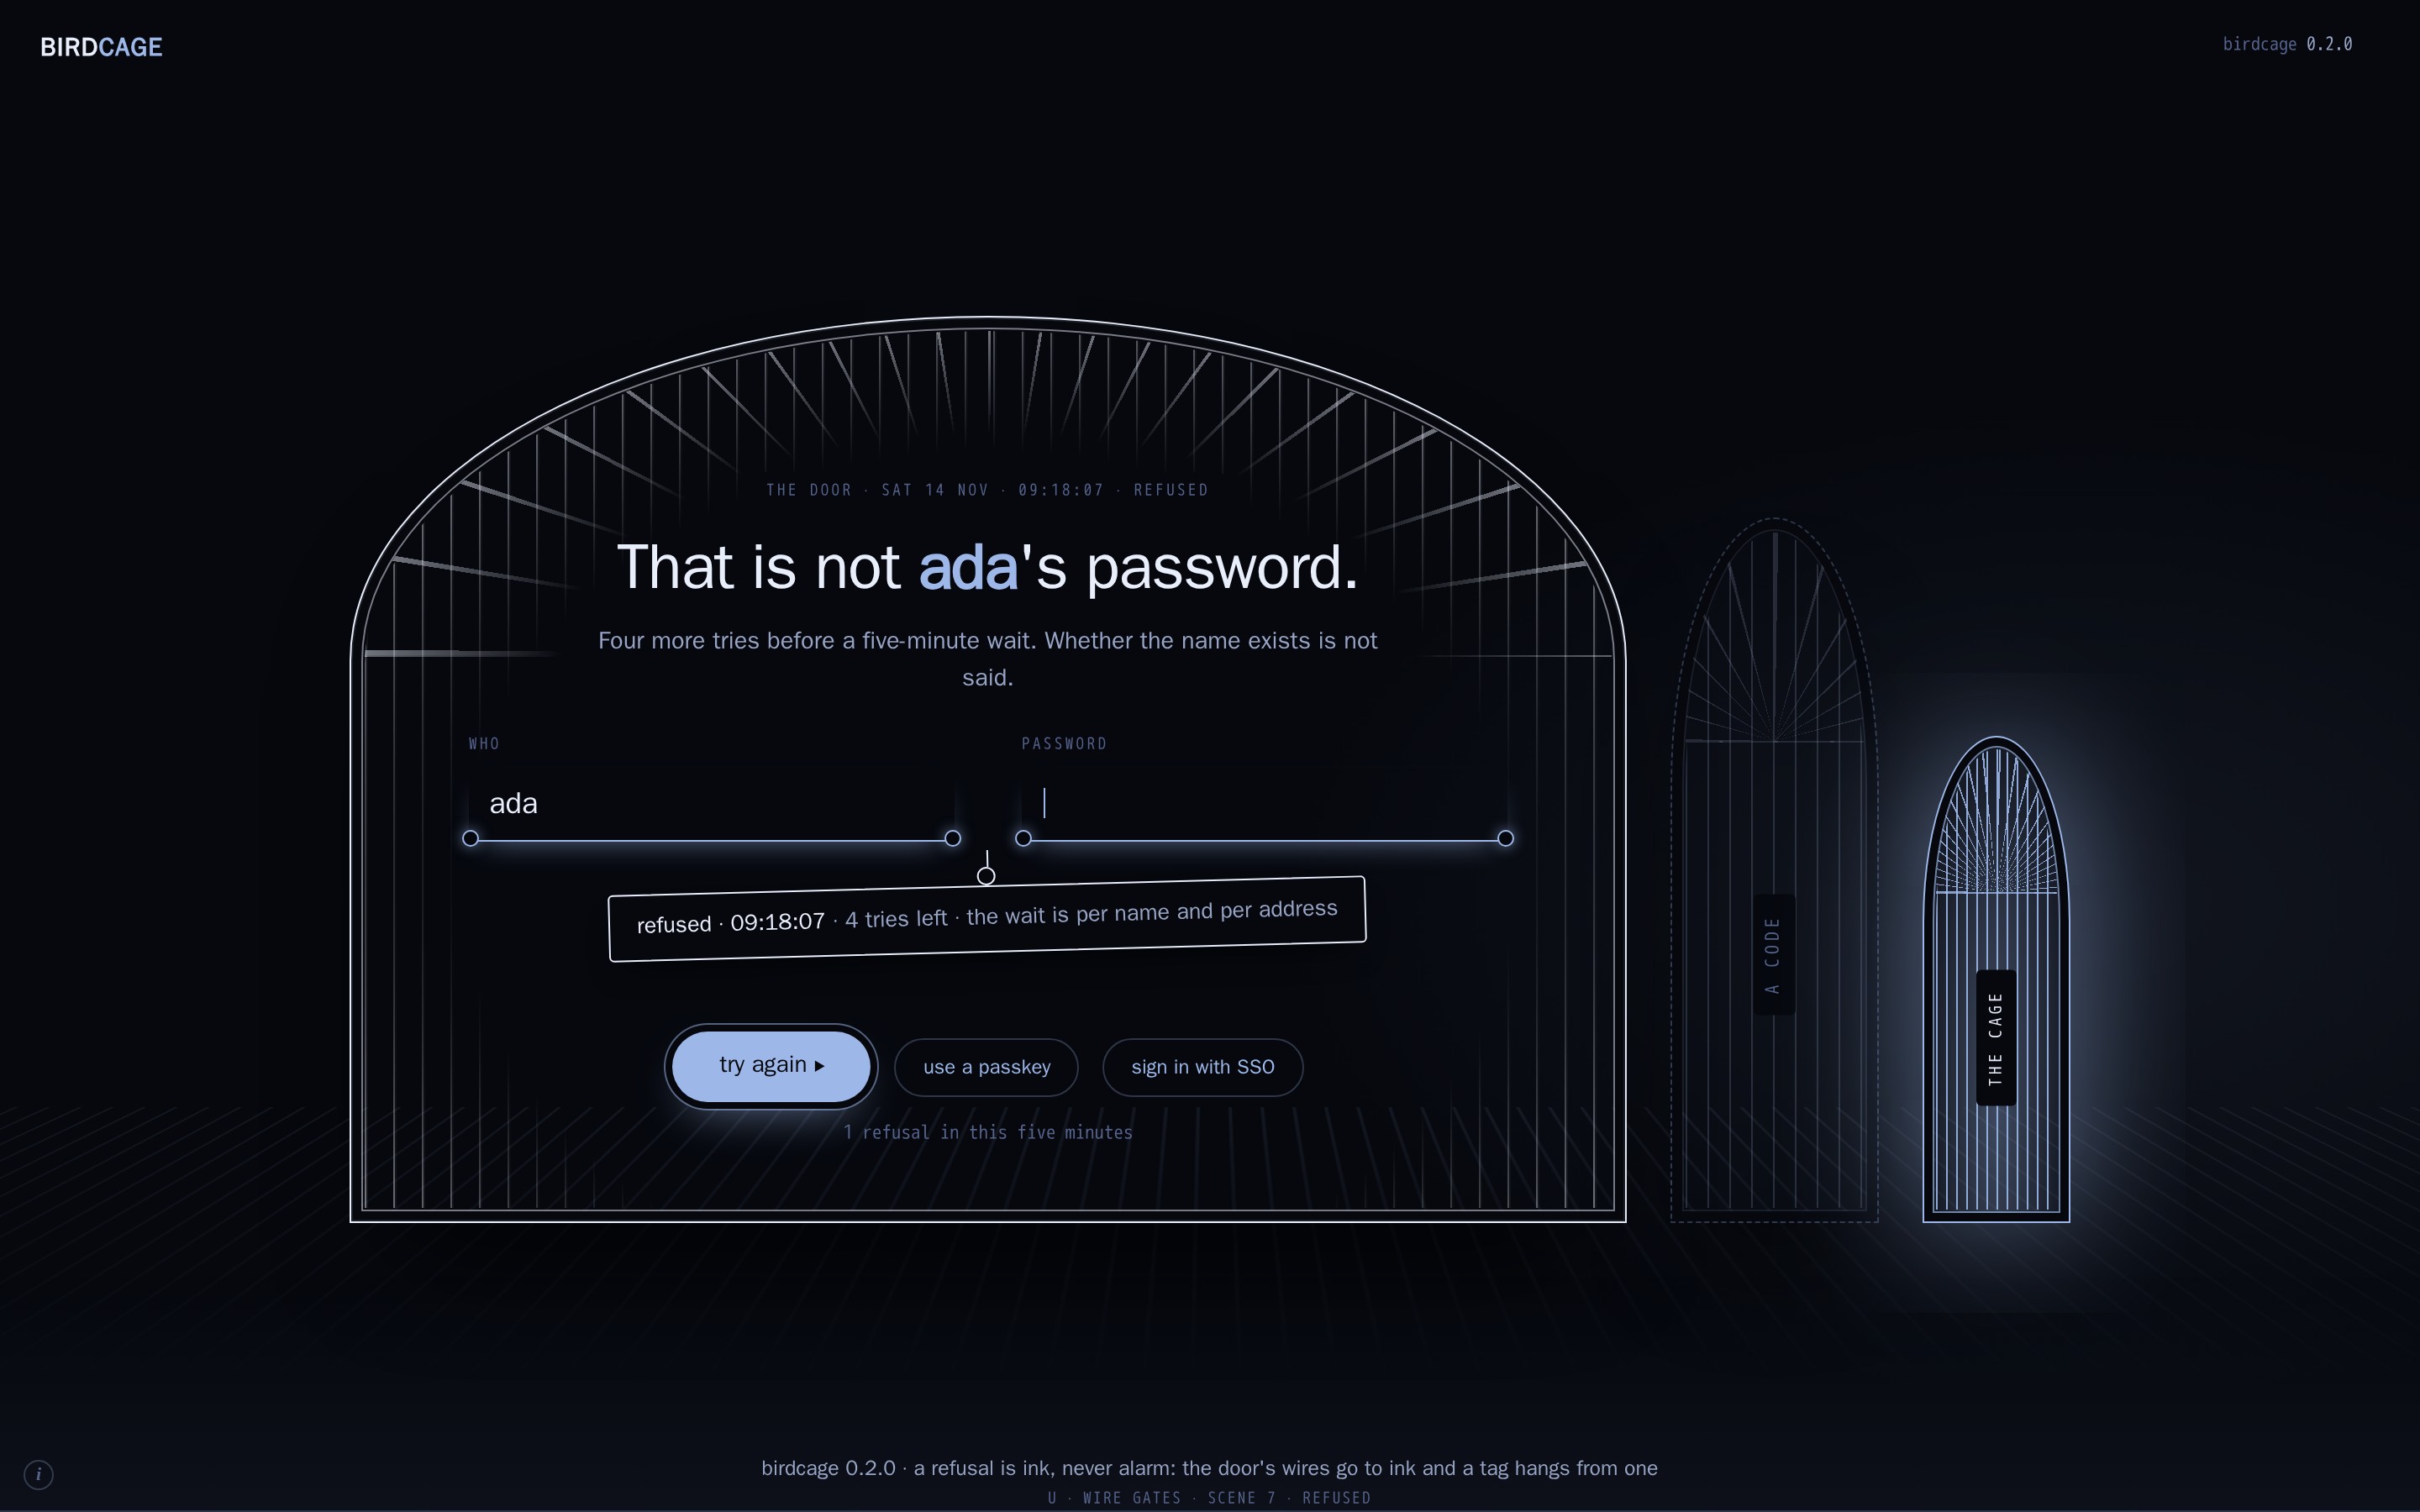 BIRDCAGE
birdcage 0.2.0
THE DOOR · SAT 14 NOV · 09:18:07 · REFUSED
That is not ada's password.
Four more tries before a five-minute wait. Whether the name exists is not
said.
WHO
PASSWORD
ada
refused · 09:18:07 · 4 tries left · the wait is per name and per address
try again ▸
use a passkey
sign in with SSO
1 refusal in this five minutes
A CODE
THE CAGE
i
birdcage 0.2.0 · a refusal is ink, never alarm: the door's wires go to ink and a tag hangs from one
U · WIRE GATES · SCENE 7 · REFUSED